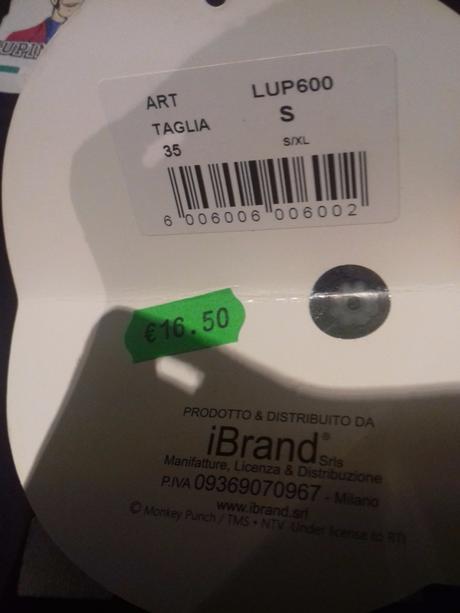 UPIN
ART LUP600
TAGLIA S
35 S/XL
6 006006 006002
€16.50
PRODOTTO & DISTRIBUITO DA
iBrand® Srls
Manifatture, Licenza & Distribuzione
P.IVA 09369070967 - Milano
www.ibrand.srl
© Monkey Punch / TMS • NTV Under license to RTI